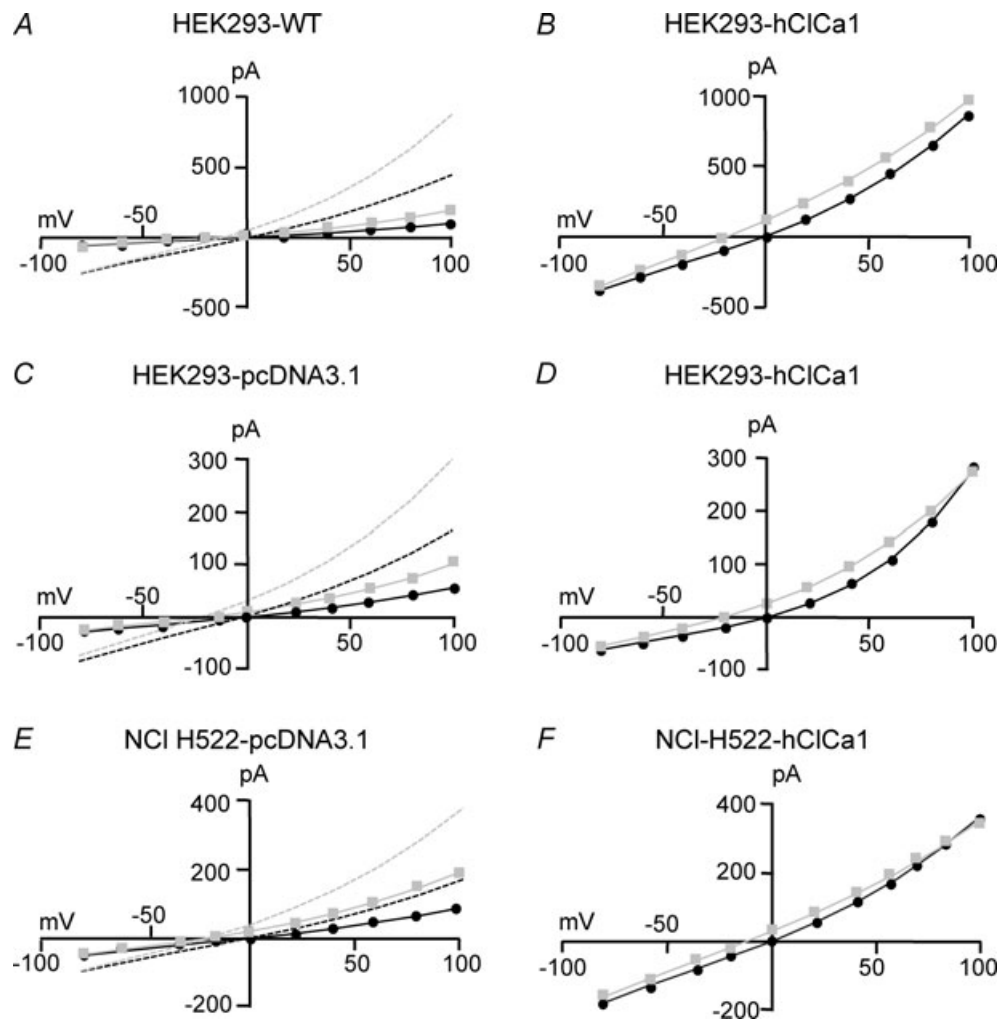 A HEK293-WT
pA
1000
500
mV -50
-100 50 100
-500
B HEK293-hClCa1
pA
1000
500
mV -50
-100 50 100
-500
C HEK293-pcDNA3.1
pA
300
200
100
mV -50
-100 50 100
-100
D HEK293-hClCa1
pA
300
200
100
mV -50
-100 50 100
-100
E NCI H522-pcDNA3.1
pA
400
200
mV -50
-100 50 100
-200
F NCI-H522-hClCa1
pA
400
200
mV -50
-100 50 100
-200